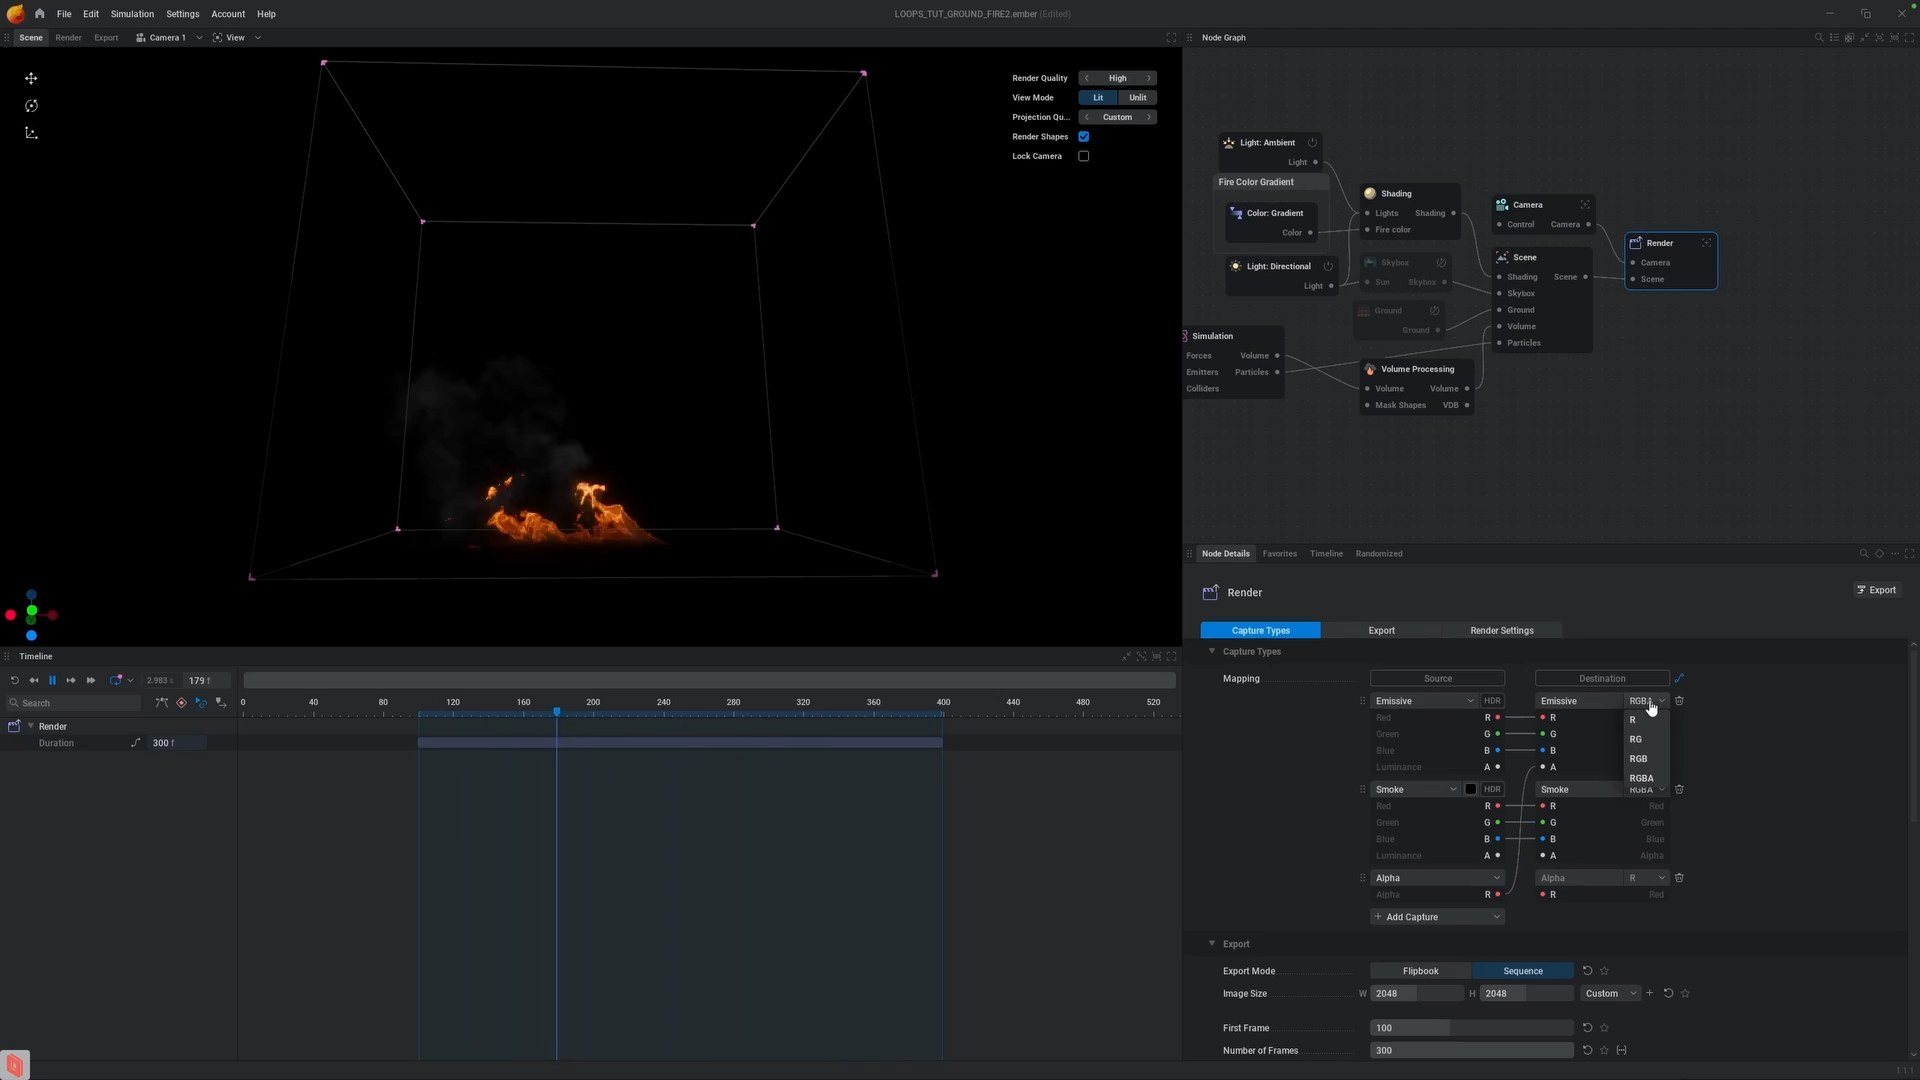 File Edit Simulation Settings Account Help
LOOPS_TUT_GROUND_FIRE2.ember (Edited)
Scene Render Export Camera 1 View
Render Quality High
View Mode Lit Unlit
Projection Qu... Custom
Render Shapes
Lock Camera
Node Graph
Light: Ambient
Light
Fire Color Gradient
Color: Gradient
Color
Light: Directional
Light
Shading
Lights Shading
Fire color
Skybox
Sun Skybox
Ground
Ground
Camera
Control Camera
Scene
Shading Scene
Skybox
Ground
Volume
Particles
Render
Camera
Scene
Simulation
Forces Volume
Emitters Particles
Colliders
Volume Processing
Volume Volume
Mask Shapes VDB
Node Details Favorites Timeline Randomized
Render Export
Capture Types Export Render Settings
Capture Types
Mapping Source Destination
Emissive HDR Emissive RGBA
Red R R R
Green G G RG
Blue B B RGB
Luminance A A RGBA
Smoke HDR Smoke RGBA
Red R R Red
Green G G Green
Blue B B Blue
Luminance A A Alpha
Alpha Alpha R
Alpha R R Red
+ Add Capture
Export
Export Mode Flipbook Sequence
Image Size W 2048 H 2048 Custom +
First Frame 100
Number of Frames 300
1.1.1
Timeline
2.983 s 179 f
Search 0 40 80 120 160 200 240 280 320 360 400 440 480 520
Render
Duration 300 f